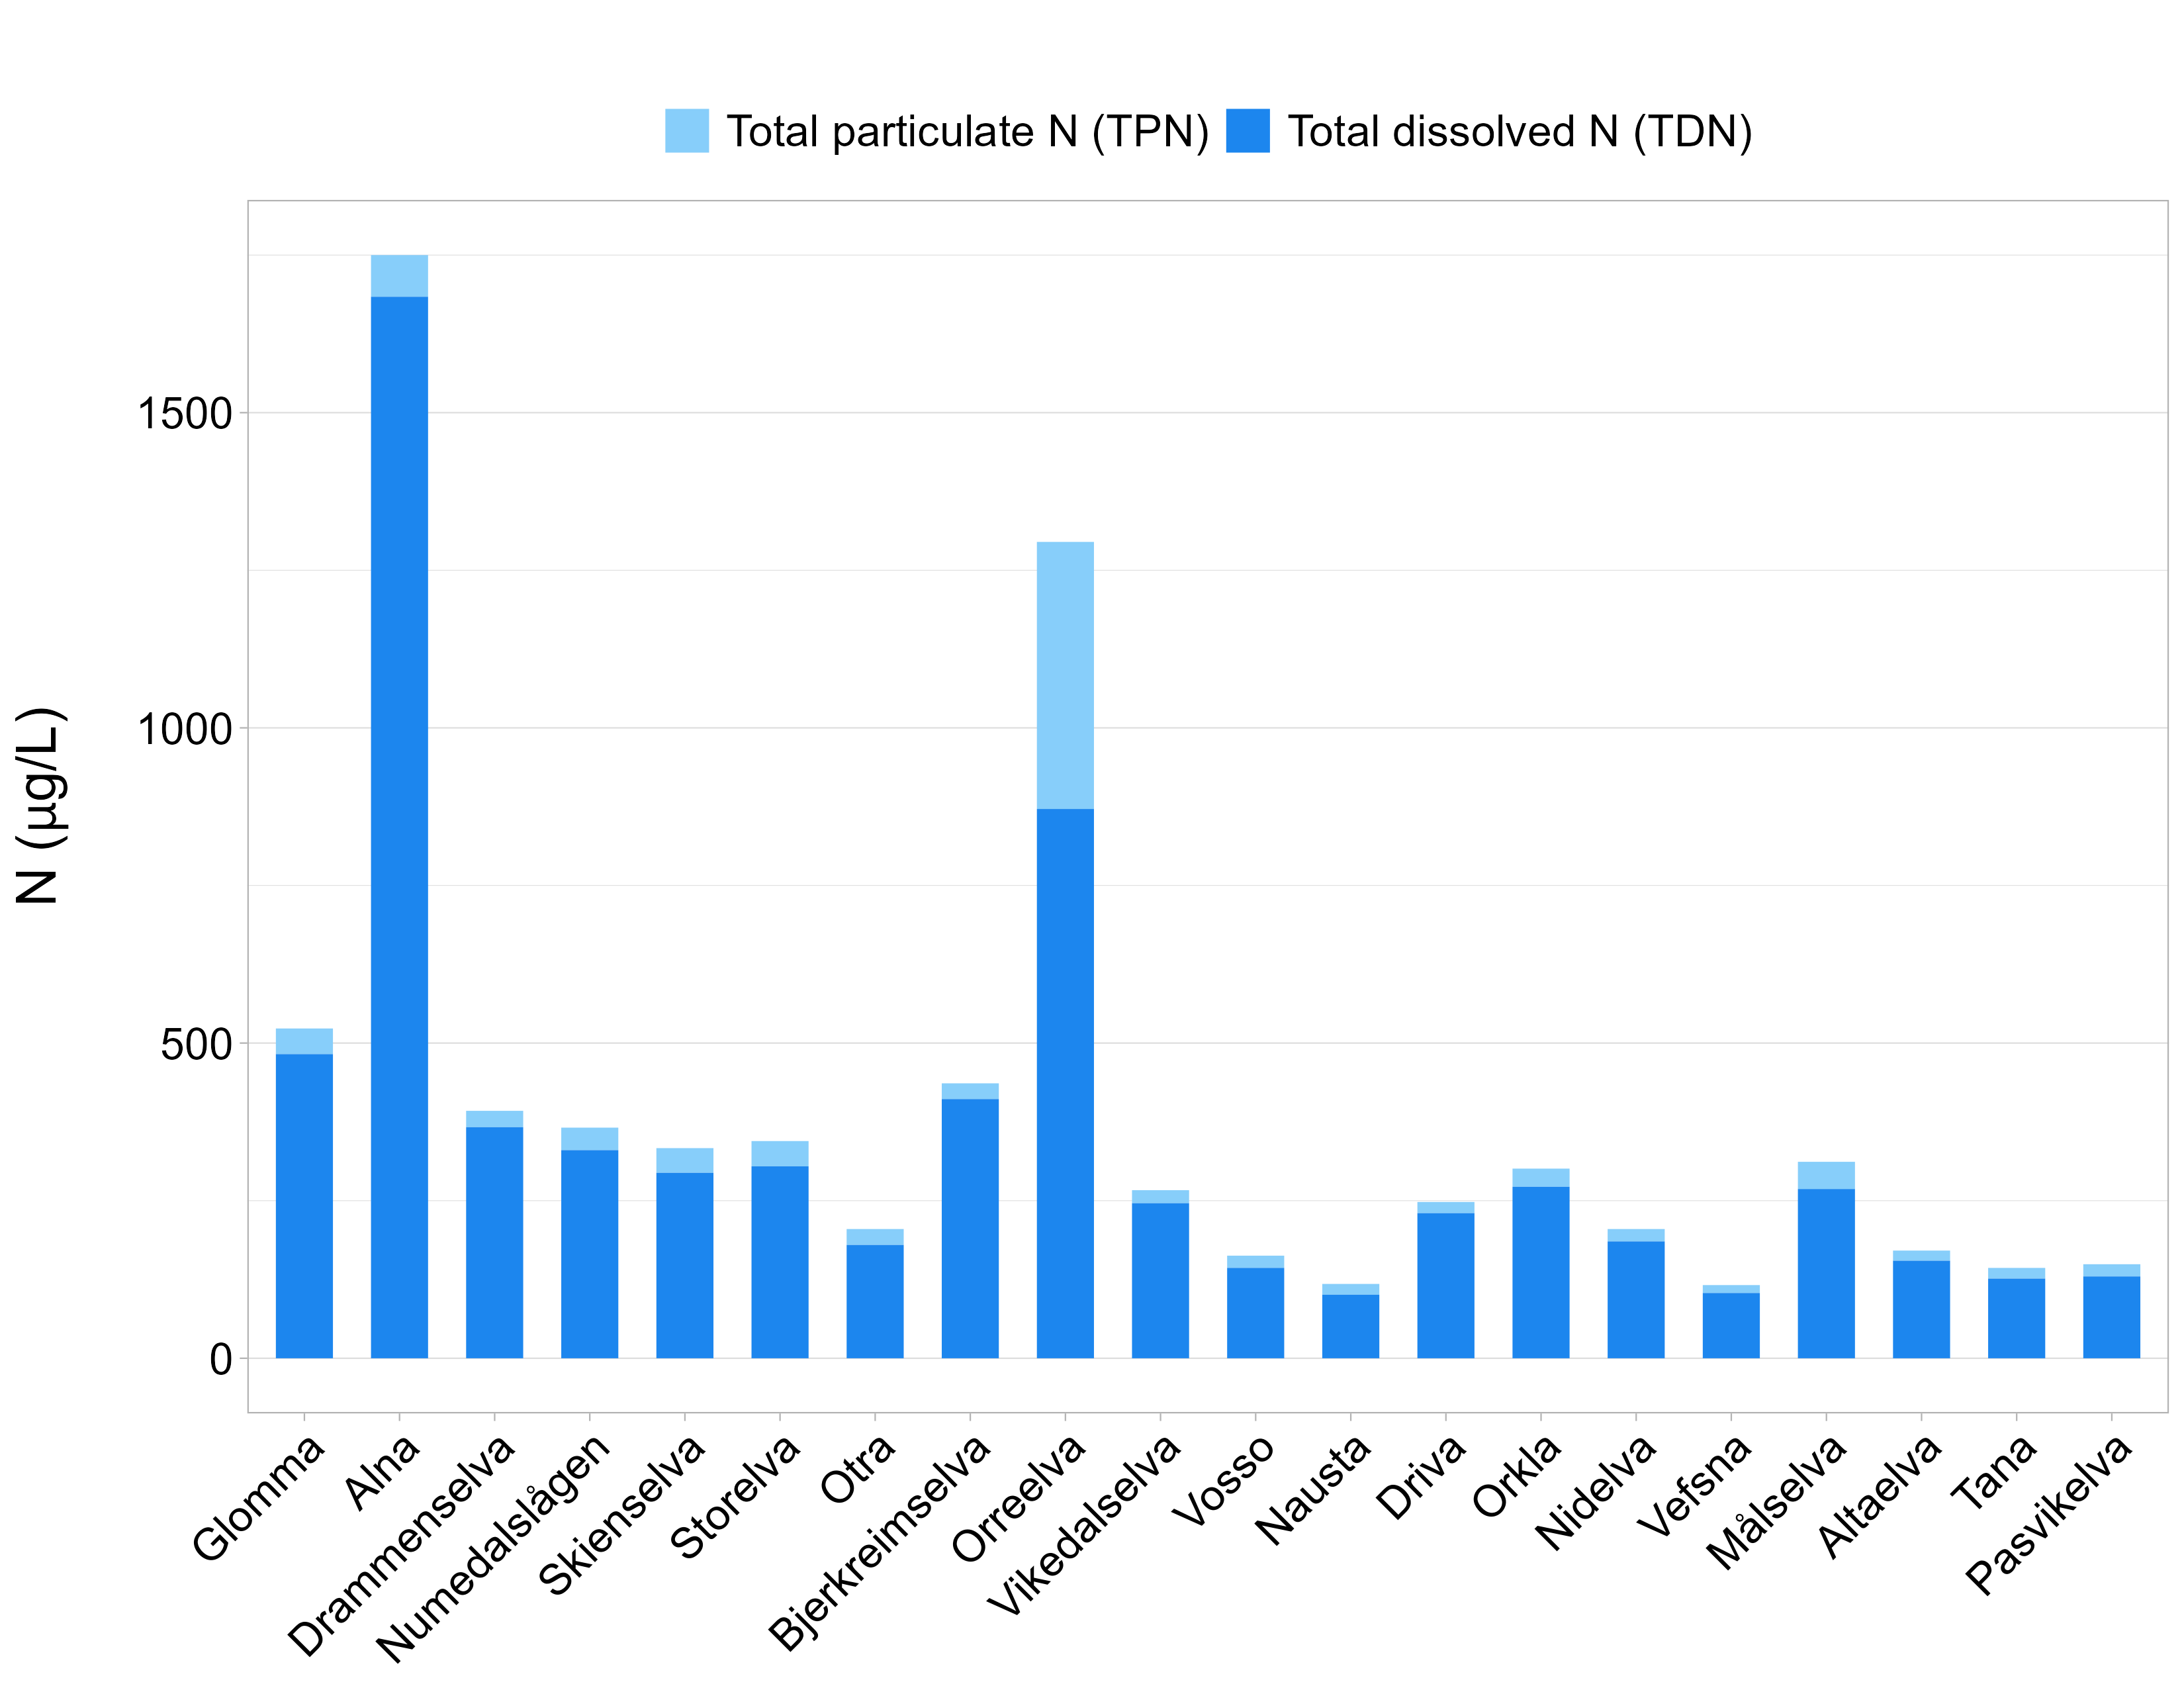 Total particulate N (TPN) Total dissolved N (TDN)
N (µg/L)
1500
1000
500
0
Glomma
Alna
Drammenselva
Numedalslågen
Skienselva
Storelva
Otra
Bjerkreimselva
Orreelva
Vikedalselva
Vosso
Nausta
Driva
Orkla
Nidelva
Vefsna
Målselva
Altaelva
Tana
Pasvikelva